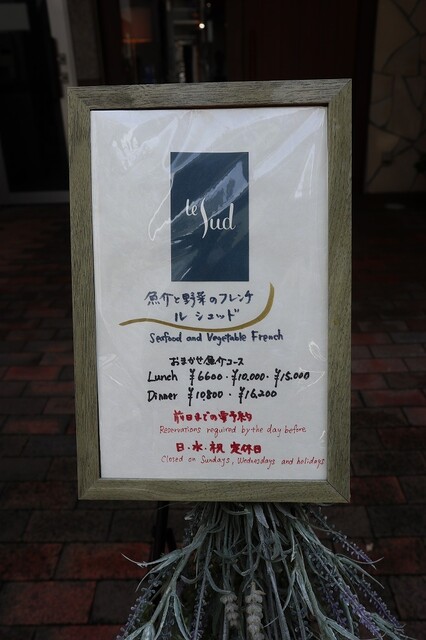 le Sud
魚介と野菜のフレンチ
ル シュッド
Seafood and Vegetable French
おまかせ魚介コース
Lunch ¥6600・¥10.000・¥15.000
Dinner ¥10800・¥16,200
前日までの要予約
Reservations required by the day before
日・水・祝 定休日
Closed on Sundays, Wednesdays and holidays